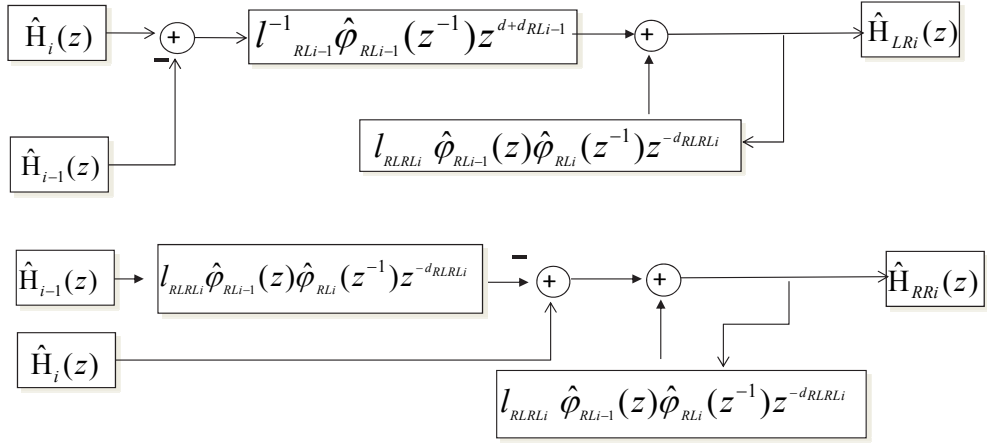 Ĥ_i(z)
+
l^{-1}_{RLi-1} φ̂_{RLi-1}(z^{-1}) z^{d+d_{RLi-1}}
+
Ĥ_{LRi}(z)
−
l_{RLRLi} φ̂_{RLi-1}(z) φ̂_{RLi}(z^{-1}) z^{-d_{RLRLi}}
Ĥ_{i-1}(z)
Ĥ_{i-1}(z)
l_{RLRLi} φ̂_{RLi-1}(z) φ̂_{RLi}(z^{-1}) z^{-d_{RLRLi}}
−
+
+
Ĥ_{RRi}(z)
Ĥ_i(z)
l_{RLRLi} φ̂_{RLi-1}(z) φ̂_{RLi}(z^{-1}) z^{-d_{RLRLi}}